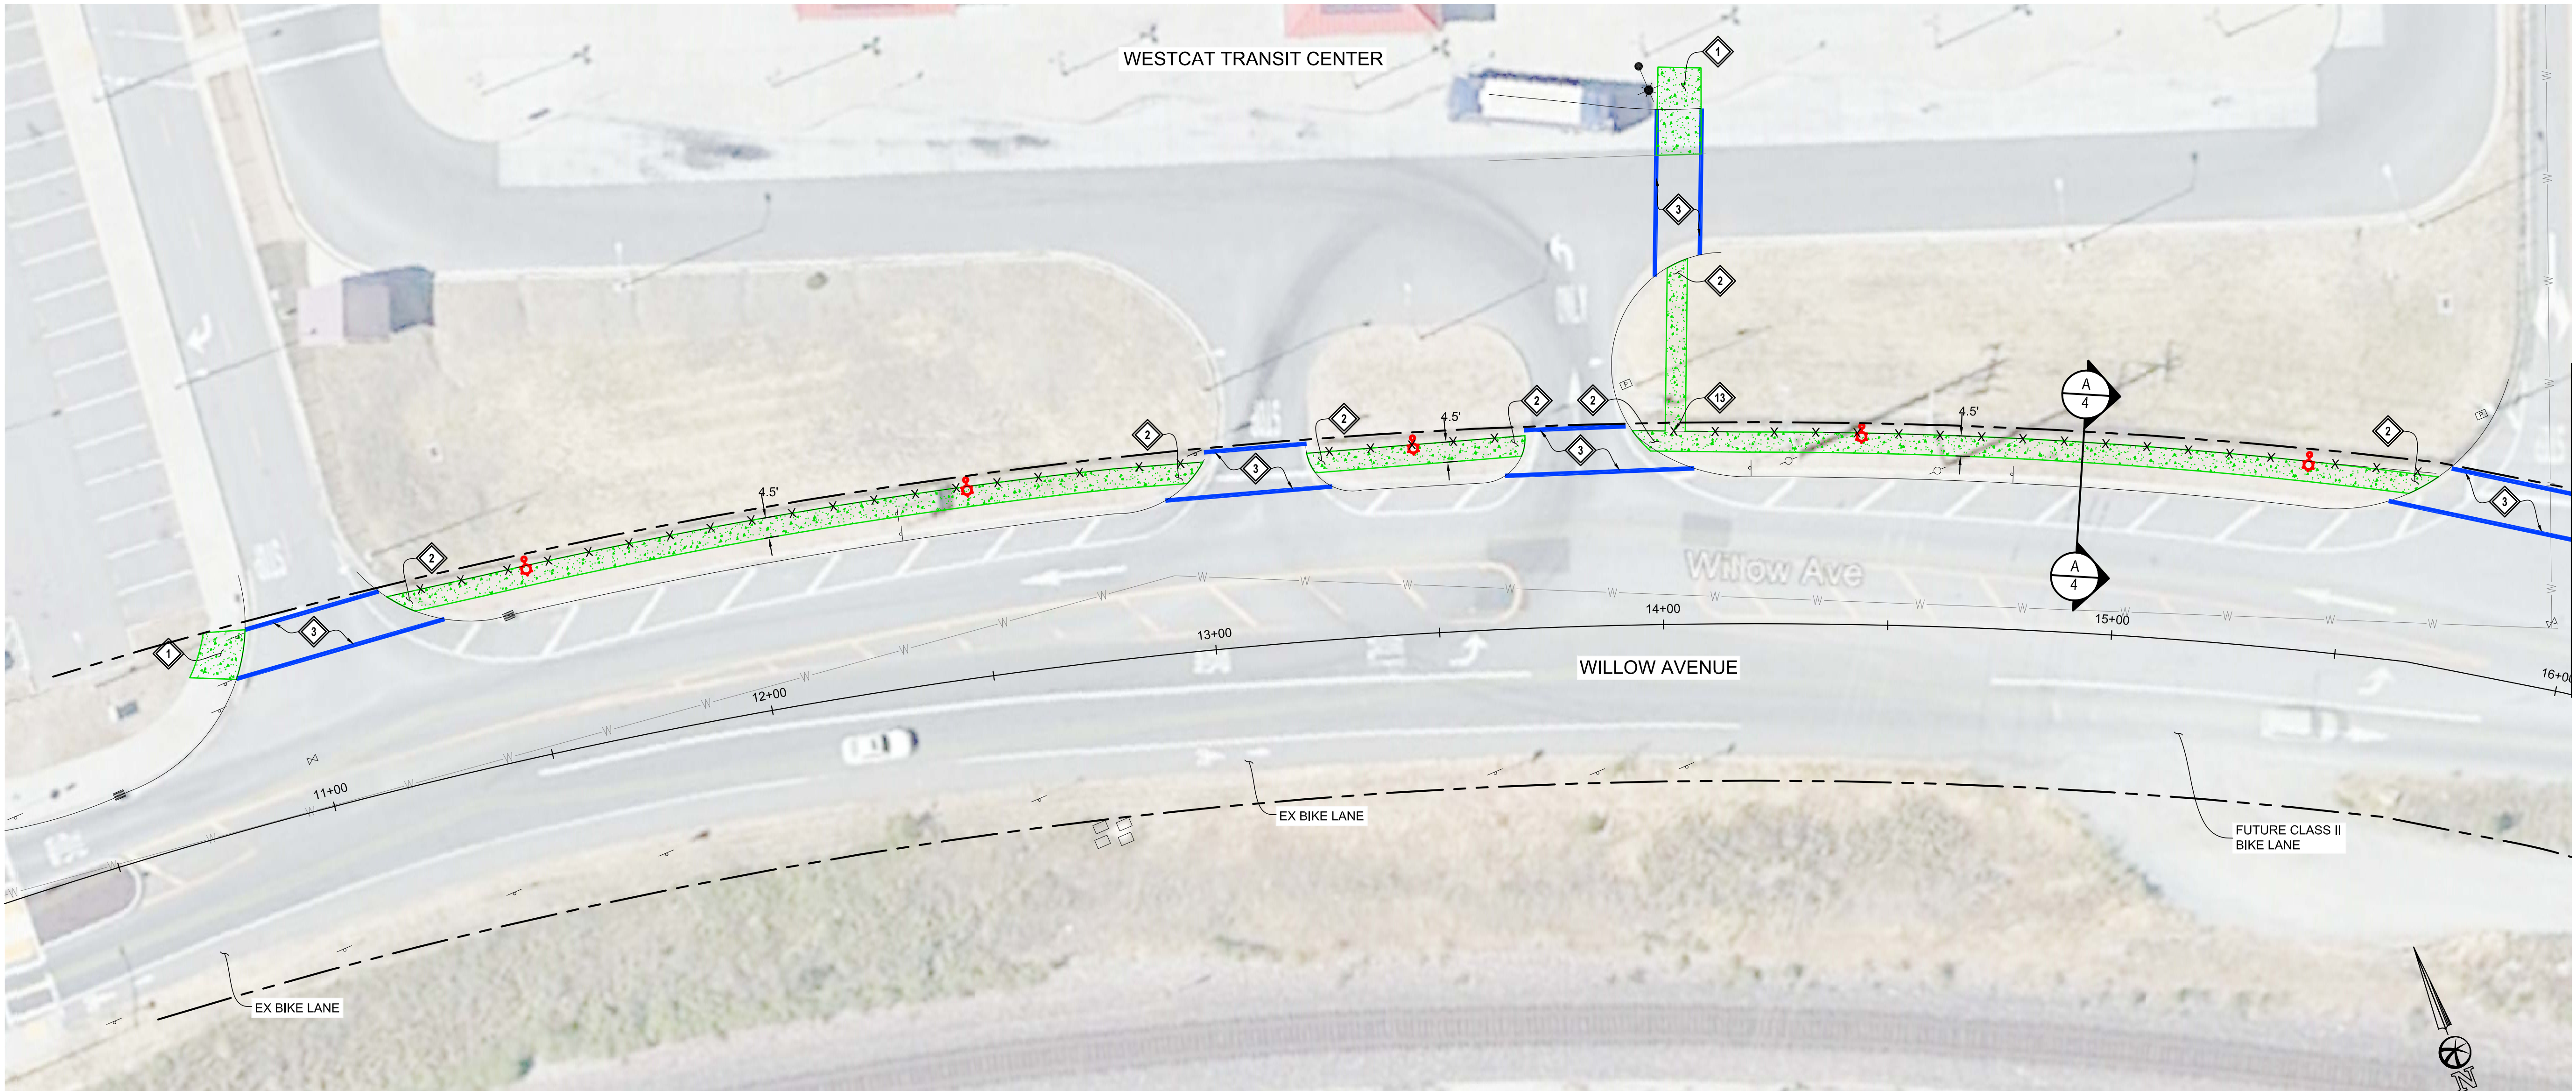 WESTCAT TRANSIT CENTER
1
3
2
13
A
4
2
2
2
2
4.5'
4.5'
2
3
3
3
4.5'
2
A
4
Willow Ave
3
1
14+00
15+00
13+00
WILLOW AVENUE
16+00
12+00
11+00
EX BIKE LANE
FUTURE CLASS II
BIKE LANE
EX BIKE LANE
N
W W W W W W W W W W W W W W W W W W W W W W W W
P
P
BUS